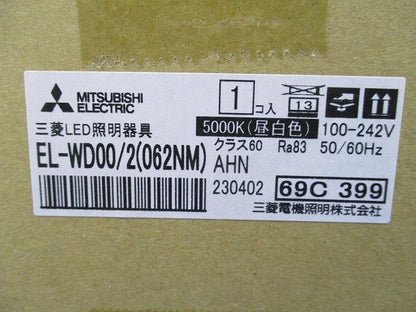 MITSUBISHI
ELECTRIC
1 コ入
13
三菱LED照明器具
5000K(昼白色) 100-242V
EL-WD00/2(062NM)
クラス60 Ra83 50/60Hz
AHN
230402 69C 399
三菱電機照明株式会社